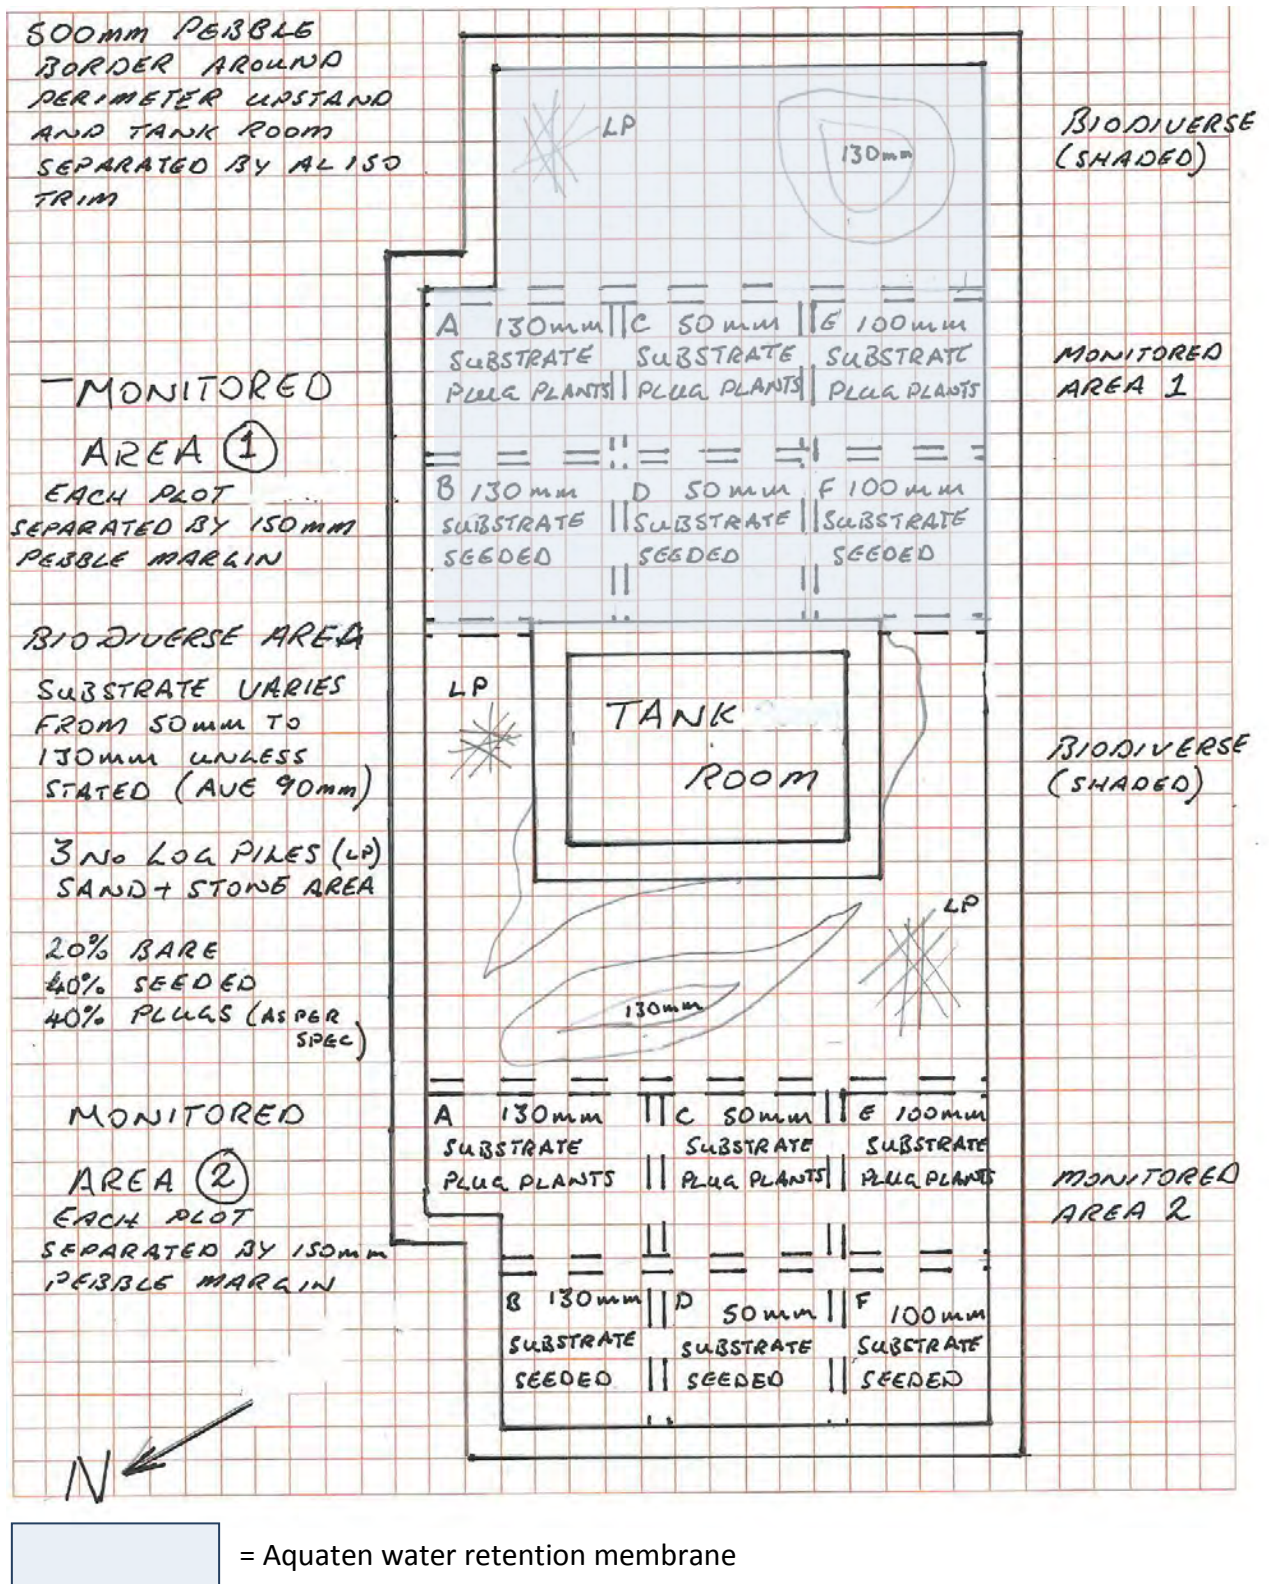 500mm PEBBLE
BORDER AROUND
PERIMETER UPSTAND
AND TANK ROOM
SEPARATED BY AL150
TRIM
MONITORED
AREA 1
EACH PLOT
SEPARATED BY 150mm
PEBBLE MARGIN
BIODIVERSE AREA
SUBSTRATE VARIES
FROM 50mm TO
130mm UNLESS
STATED (AVE 90mm)
3 No LOG PILES (LP)
SAND + STONE AREA
20% BARE
40% SEEDED
40% PLUGS (AS PER
SPEC)
MONITORED
AREA 2
EACH PLOT
SEPARATED BY 150mm
PEBBLE MARGIN
N
LP
130mm
A 130mm
SUBSTRATE
PLUG PLANTS
C 50mm
SUBSTRATE
PLUG PLANTS
E 100mm
SUBSTRATE
PLUG PLANTS
B 130mm
SUBSTRATE
SEEDED
D 50mm
SUBSTRATE
SEEDED
F 100mm
SUBSTRATE
SEEDED
LP
TANK
ROOM
LP
130mm
A 130mm
SUBSTRATE
PLUG PLANTS
C 50mm
SUBSTRATE
PLUG PLANTS
E 100mm
SUBSTRATE
PLUG PLANTS
B 130mm
SUBSTRATE
SEEDED
D 50mm
SUBSTRATE
SEEDED
F 100mm
SUBSTRATE
SEEDED
BIODIVERSE
(SHADED)
MONITORED
AREA 1
BIODIVERSE
(SHADED)
MONITORED
AREA 2
= Aquaten water retention membrane